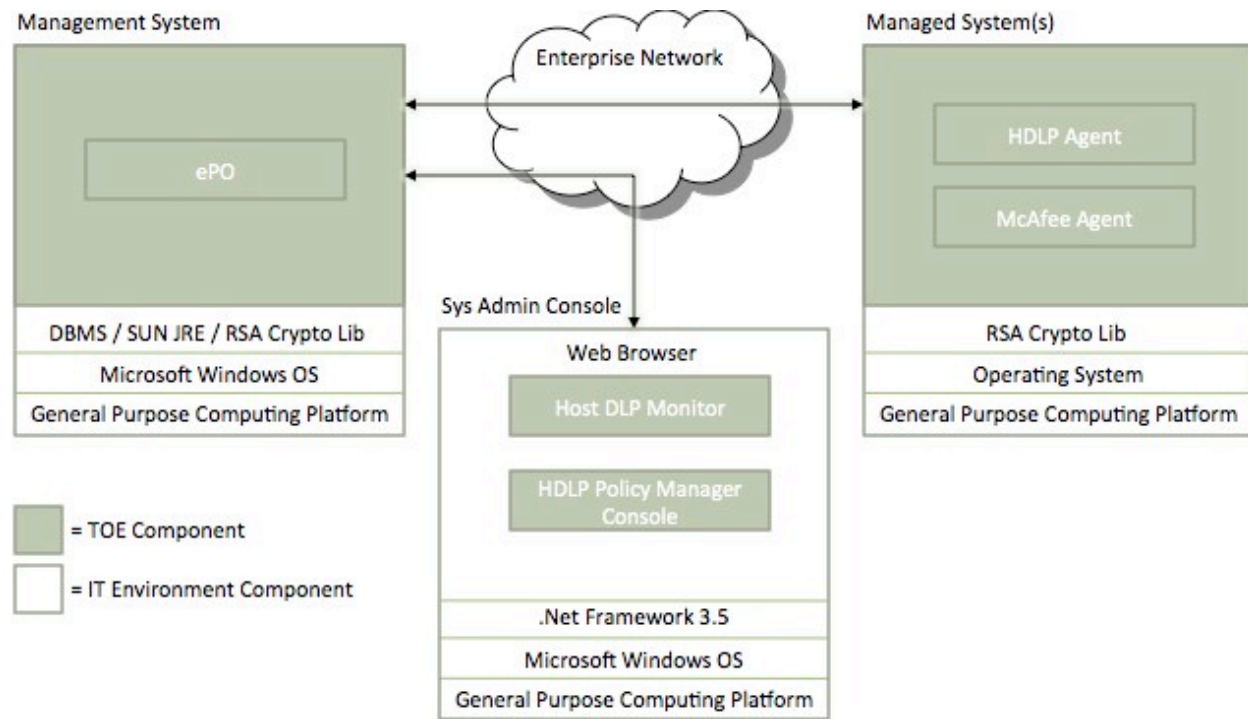 Management System
ePO
DBMS / SUN JRE / RSA Crypto Lib
Microsoft Windows OS
General Purpose Computing Platform
Enterprise Network
Managed System(s)
HDLP Agent
McAfee Agent
RSA Crypto Lib
Operating System
General Purpose Computing Platform
Sys Admin Console
Web Browser
Host DLP Monitor
HDLP Policy Manager
Console
.Net Framework 3.5
Microsoft Windows OS
General Purpose Computing Platform
= TOE Component
= IT Environment Component